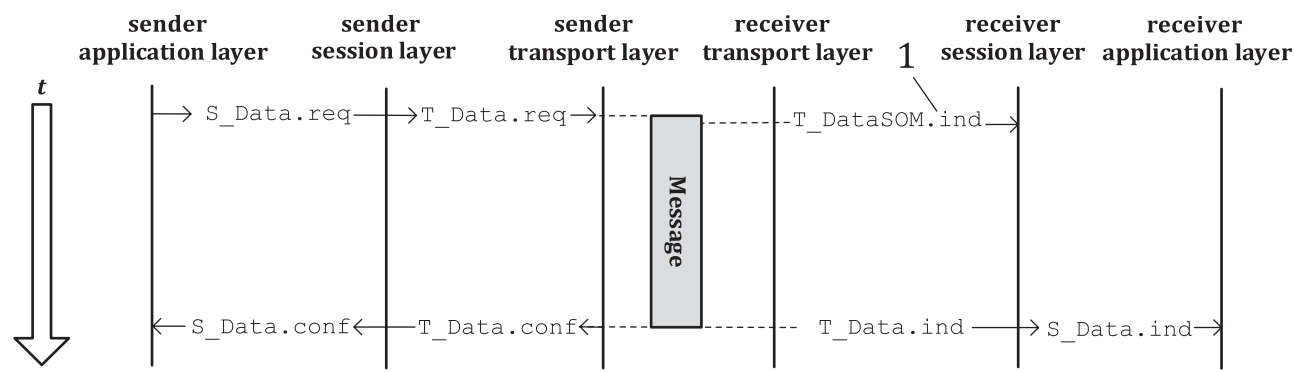 sender
application layer
sender
session layer
sender
transport layer
receiver
transport layer
receiver
session layer
receiver
application layer
1
t
S_Data.req
T_Data.req
T_DataSOM.ind
Message
S_Data.conf
T_Data.conf
T_Data.ind
S_Data.ind